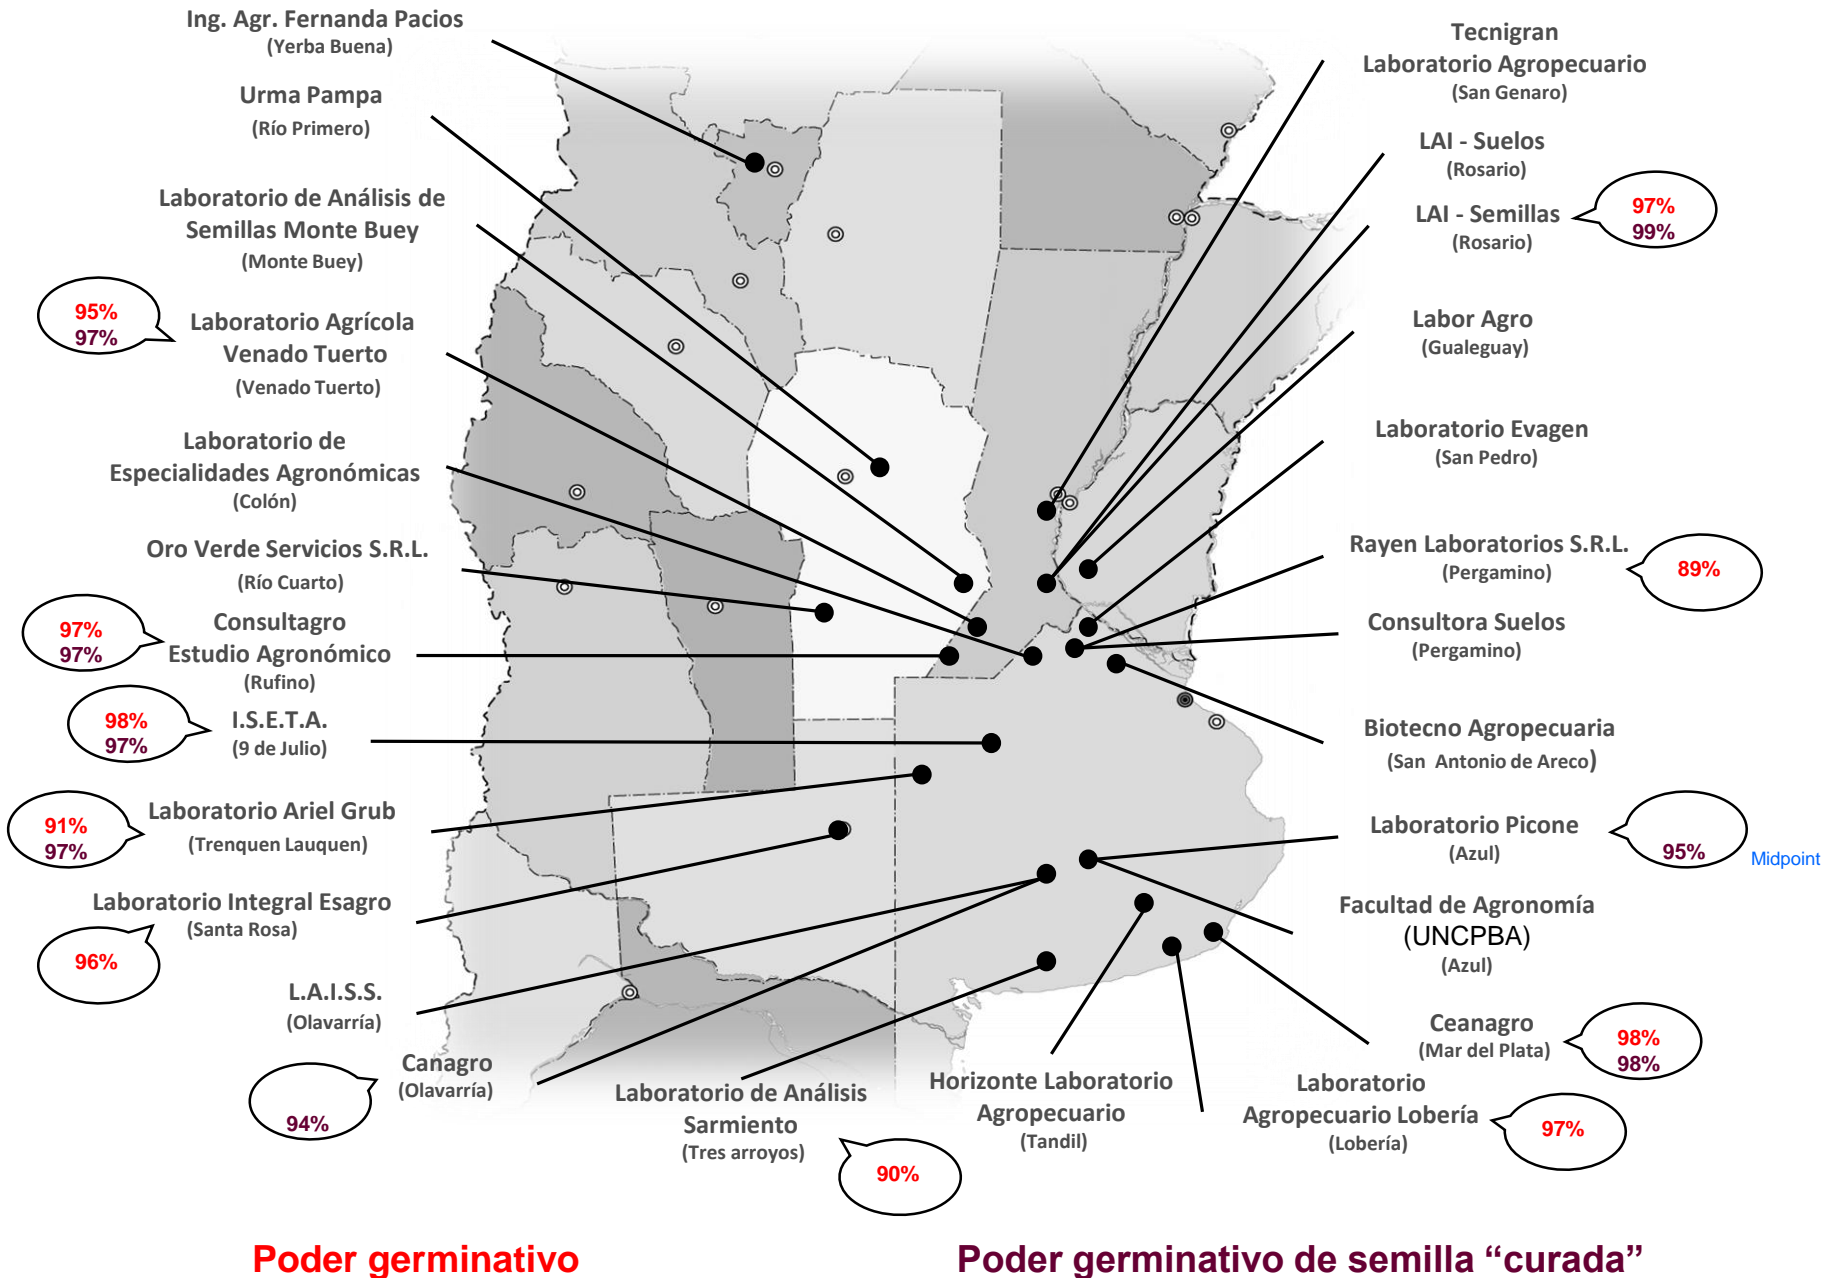 Ing. Agr. Fernanda Pacios
(Yerba Buena)
Urma Pampa
(Río Primero)
Laboratorio de Análisis de
Semillas Monte Buey
(Monte Buey)
95%
97%
Laboratorio Agrícola
Venado Tuerto
(Venado Tuerto)
Laboratorio de
Especialidades Agronómicas
(Colón)
Oro Verde Servicios S.R.L.
(Río Cuarto)
97%
97%
Consultagro
Estudio Agronómico
(Rufino)
98%
97%
I.S.E.T.A.
(9 de Julio)
91%
97%
Laboratorio Ariel Grub
(Trenquen Lauquen)
Laboratorio Integral Esagro
(Santa Rosa)
96%
L.A.I.S.S.
(Olavarría)
Canagro
(Olavarría)
94%
Laboratorio de Análisis
Sarmiento
(Tres arroyos)
90%
Horizonte Laboratorio
Agropecuario
(Tandil)
Laboratorio
Agropecuario Lobería
(Lobería)
97%
Tecnigran
Laboratorio Agropecuario
(San Genaro)
LAI - Suelos
(Rosario)
LAI - Semillas
(Rosario)
97%
99%
Labor Agro
(Gualeguay)
Laboratorio Evagen
(San Pedro)
Rayen Laboratorios S.R.L.
(Pergamino)
89%
Consultora Suelos
(Pergamino)
Biotecno Agropecuaria
(San Antonio de Areco)
Laboratorio Picone
(Azul)
95%
Midpoint
Facultad de Agronomía
(UNCPBA)
(Azul)
Ceanagro
(Mar del Plata)
98%
98%
Poder germinativo
Poder germinativo de semilla “curada”